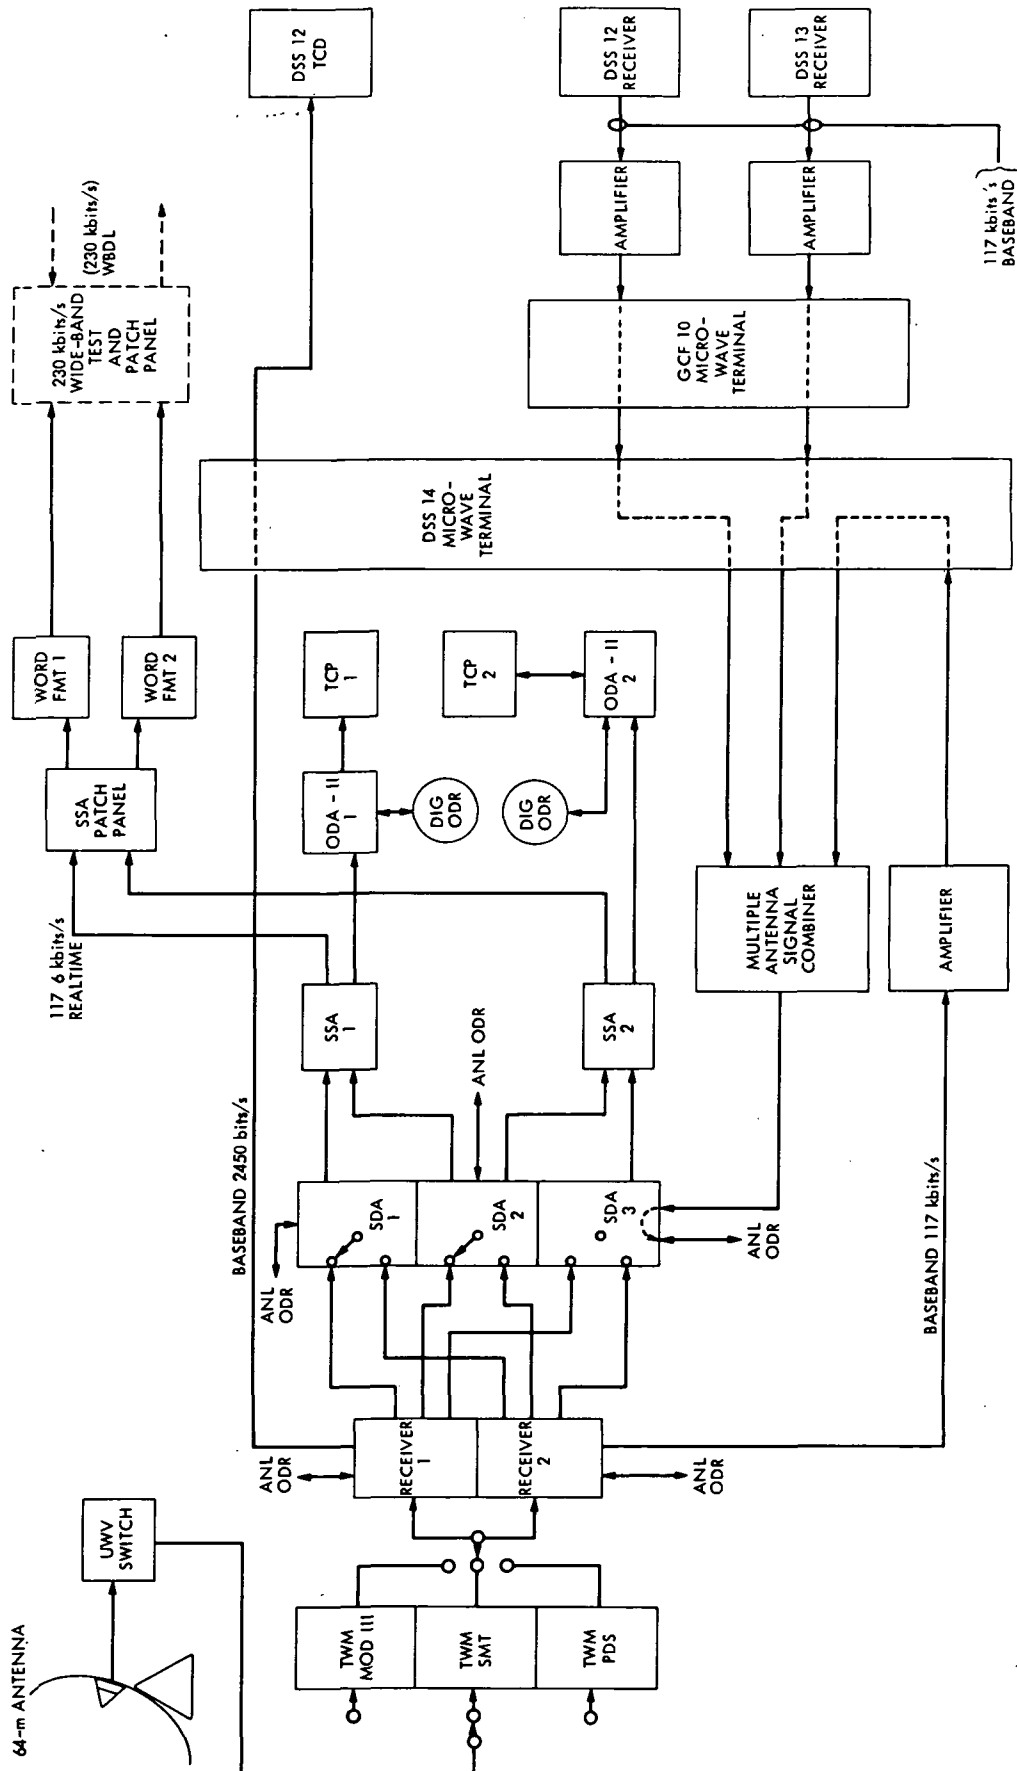 64-m ANTENNA
UWV
SWITCH
TWM
MOD III
TWM
SMT
TWM
PDS
ANL
ODR
RECEIVER
1
RECEIVER
2
ANL
ODR
BASEBAND 2450 bits/s
ANL
ODR
SDA
1
SDA
2
SDA
3
ANL ODR
ANL
ODR
BASEBAND 117 kbits/s
117 6 kbits/s
REALTIME
SSA
1
SSA
2
SSA
PATCH
PANEL
ODA - II
1
DIG
ODR
DIG
ODR
MULTIPLE
ANTENNA
SIGNAL
COMBINER
AMPLIFIER
WORD
FMT 1
WORD
FMT 2
TCP
1
TCP
2
ODA - II
2
DSS 14
MICRO-
WAVE
TERMINAL
230 kbits/s
WIDE-BAND
TEST
AND
PATCH
PANEL
(230 kbits/s)
WBDL
GCF 10
MICRO-
WAVE
TERMINAL
AMPLIFIER
AMPLIFIER
DSS 12
TCD
DSS 12
RECEIVER
DSS 13
RECEIVER
117 kbits's
BASEBAND